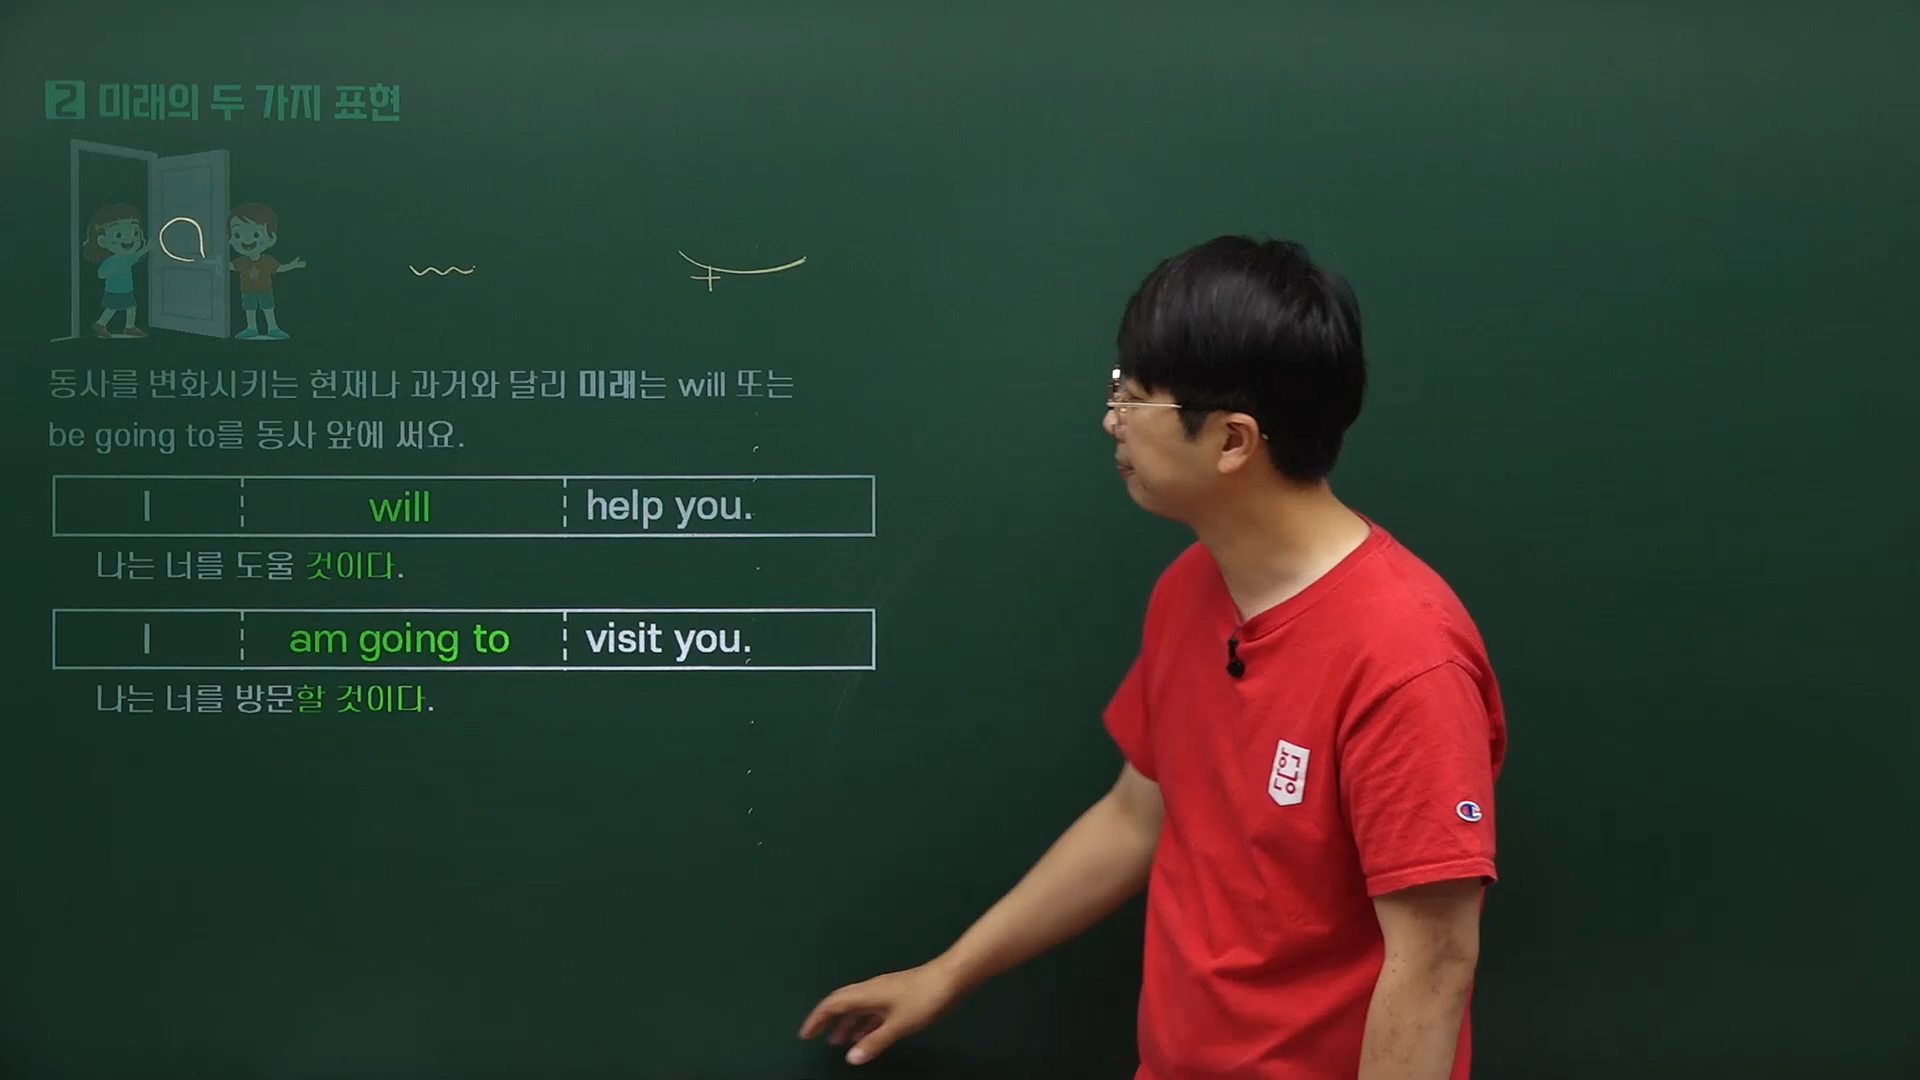 2 미래의 두 가지 표현
동사를 변화시키는 현재나 과거와 달리 미래는 will 또는
be going to를 동사 앞에 써요.
I will help you.
나는 너를 도울 것이다.
I am going to visit you.
나는 너를 방문할 것이다.